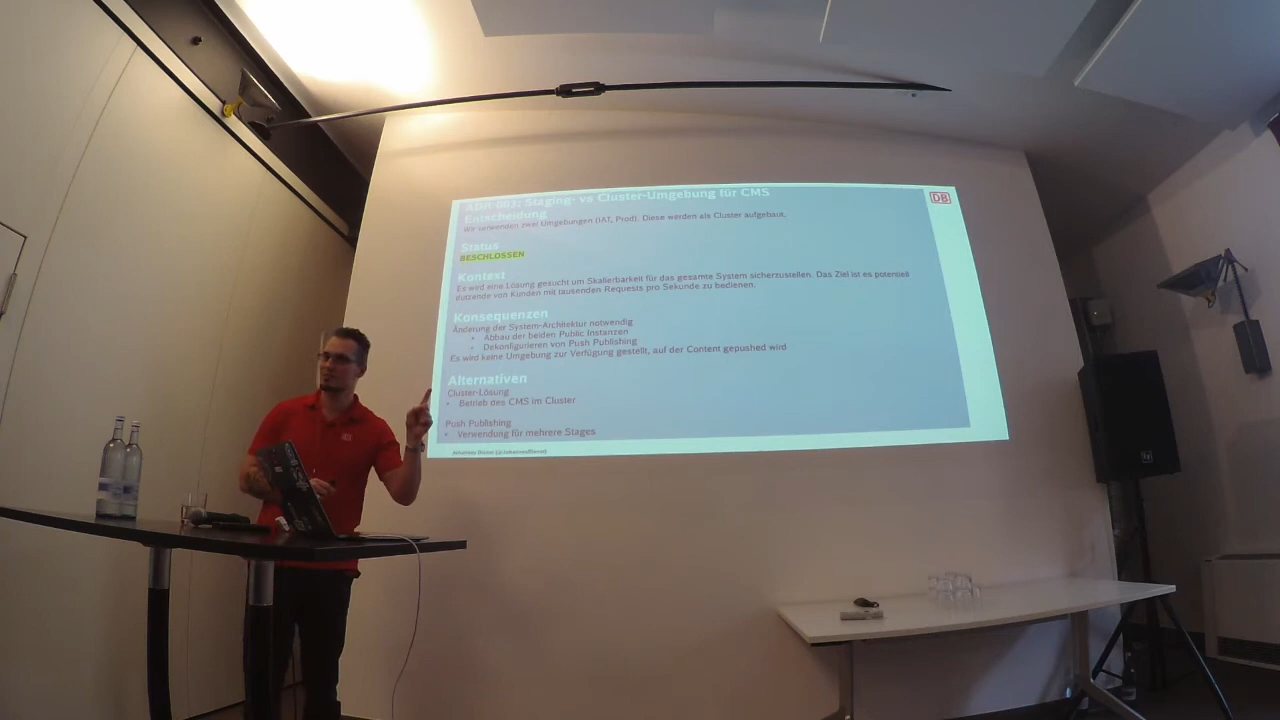 ADR 003: Staging- vs Cluster-Umgebung für CMS
DB
Entscheidung
Wir verwenden zwei Umgebungen (IAT, Prod). Diese werden als Cluster aufgebaut.
Status
BESCHLOSSEN
Kontext
Es wird eine Lösung gesucht um Skalierbarkeit für das gesamte System sicherzustellen. Das Ziel ist es potentiell
dutzende von Kunden mit tausenden Requests pro Sekunde zu bedienen.
Konsequenzen
Änderung der System-Architektur notwendig
• Abbau der beiden Public Instanzen
• Dekonfigurieren von Push Publishing
Es wird keine Umgebung zur Verfügung gestellt, auf der Content gepushed wird
Alternativen
Cluster-Lösung
• Betrieb des CMS im Cluster
Push Publishing
• Verwendung für mehrere Stages